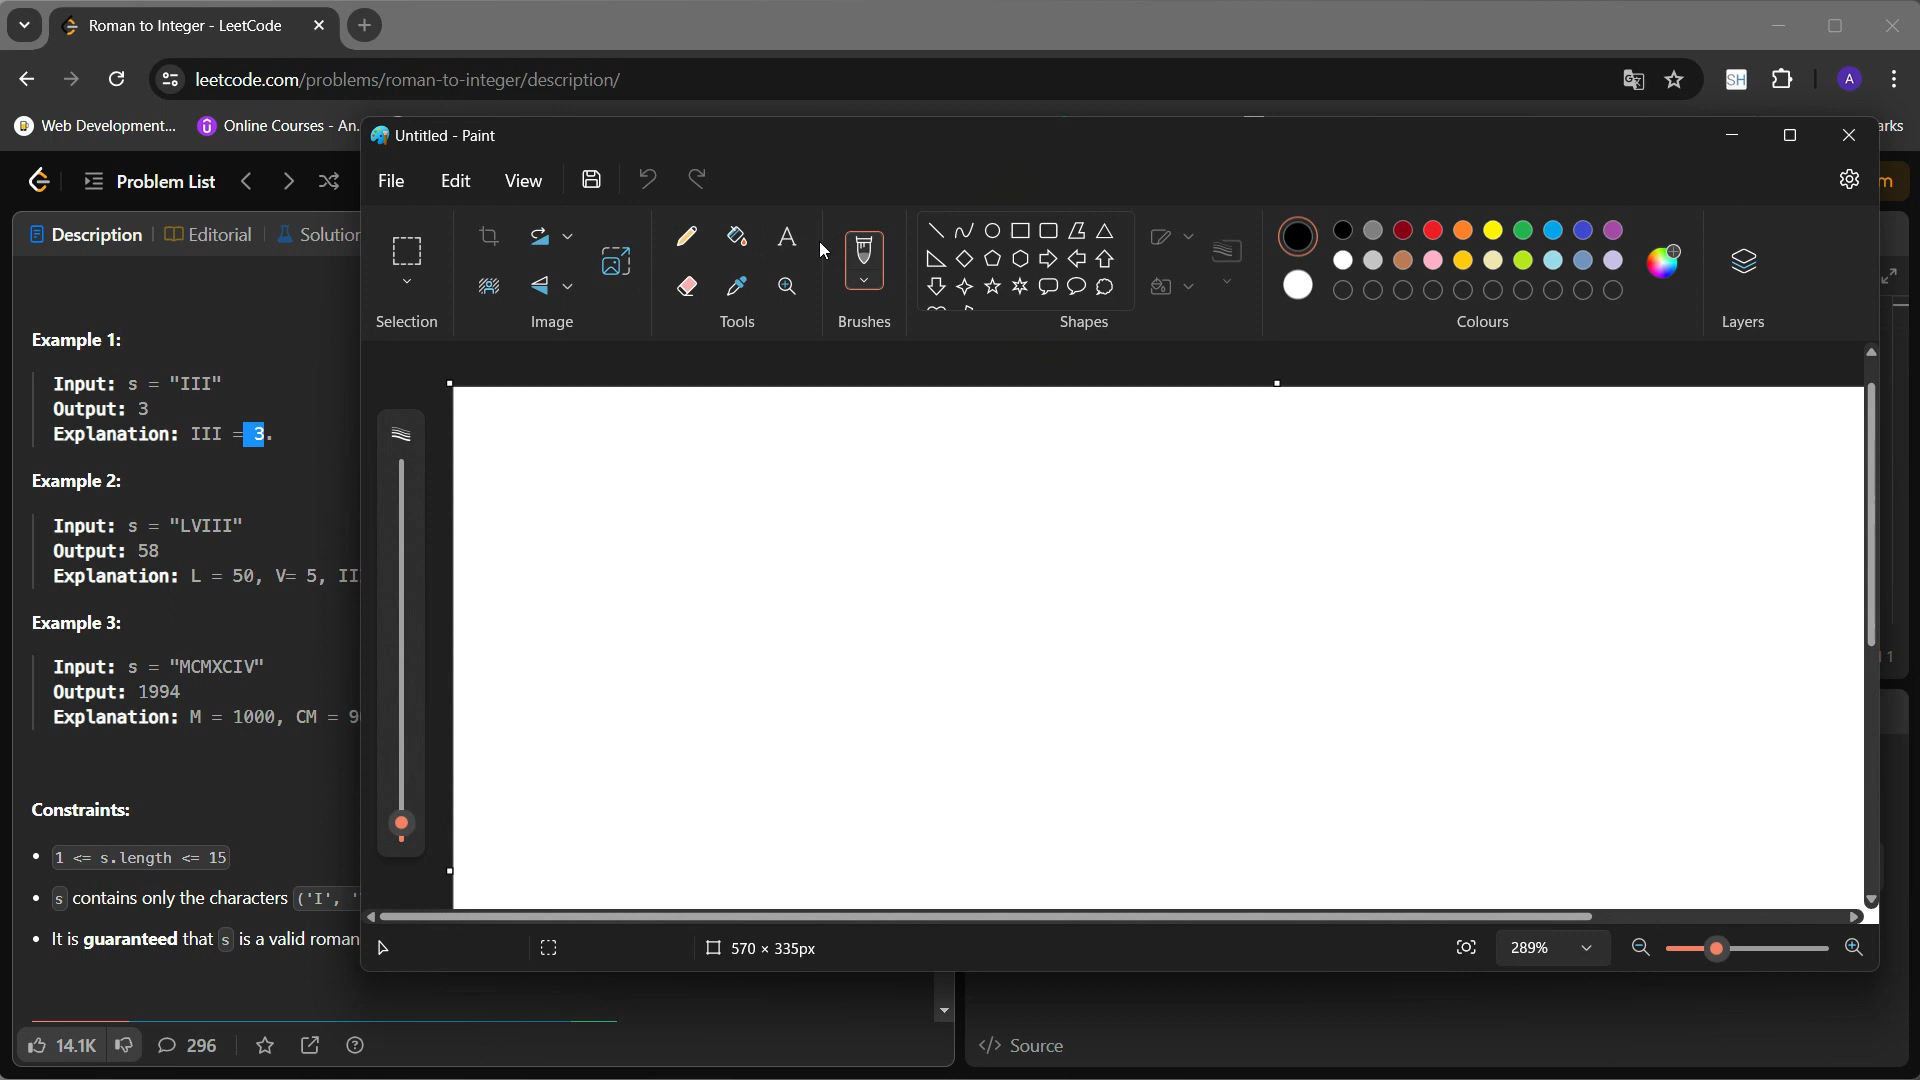 Roman to Integer - LeetCode
leetcode.com/problems/roman-to-integer/description/
SH
A
Web Development...
Online Courses - An.
arks
Untitled - Paint
Problem List
File
Edit
View
m
Description
Editorial
Solution
Selection
Image
Tools
Brushes
Shapes
Colours
Layers
Example 1:
Input: s = "III"
Output: 3
Explanation: III = 3.
Example 2:
Input: s = "LVIII"
Output: 58
Explanation: L = 50, V= 5, II
Example 3:
Input: s = "MCMXCIV"
Output: 1994
Explanation: M = 1000, CM = 9
Constraints:
• 1 <= s.length <= 15
• s contains only the characters ('I', '
• It is guaranteed that s is a valid roman
570 × 335px
289%
14.1K
296
Source